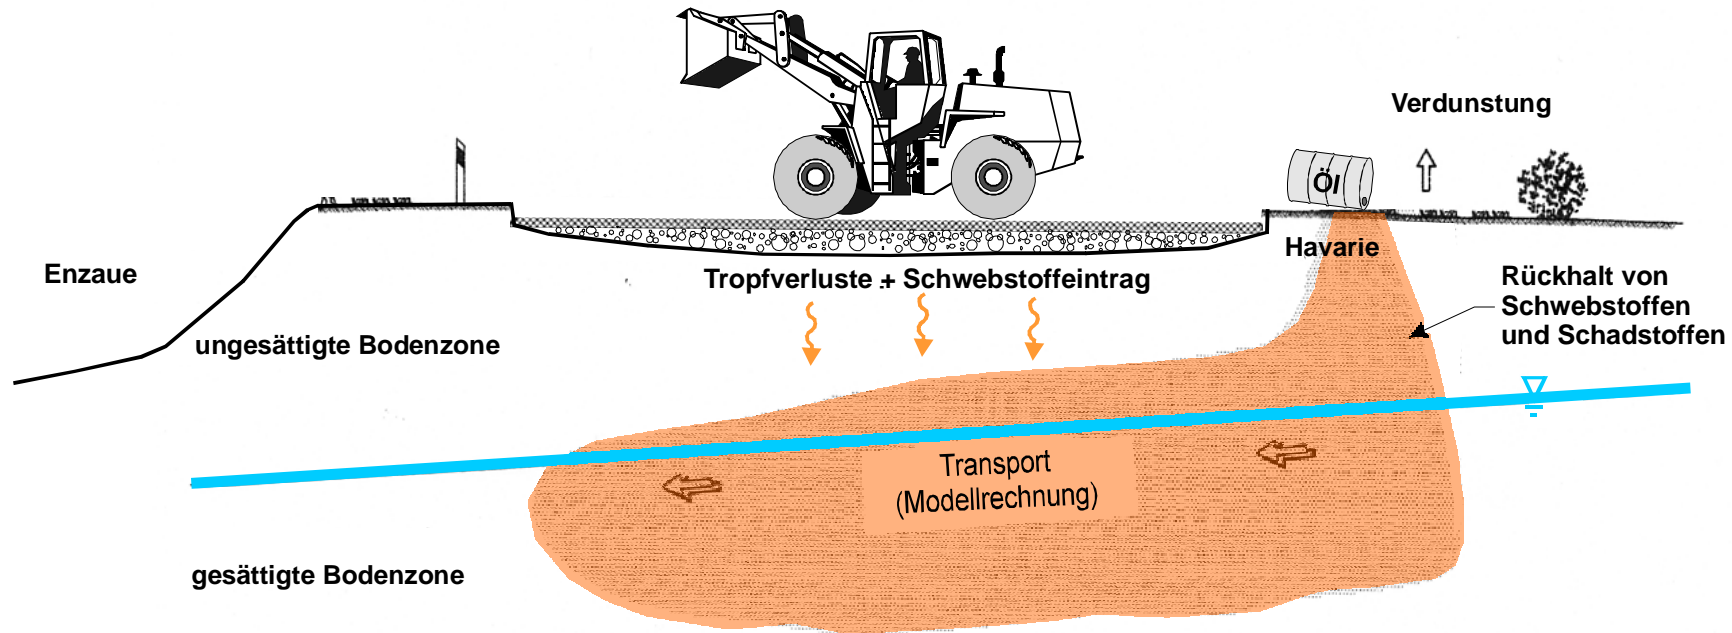 Verdunstung
Öl
Havarie
Enzaue
Tropfverluste + Schwebstoffeintrag
Rückhalt von
Schwebstoffen
und Schadstoffen
ungesättigte Bodenzone
Transport
(Modellrechnung)
gesättigte Bodenzone